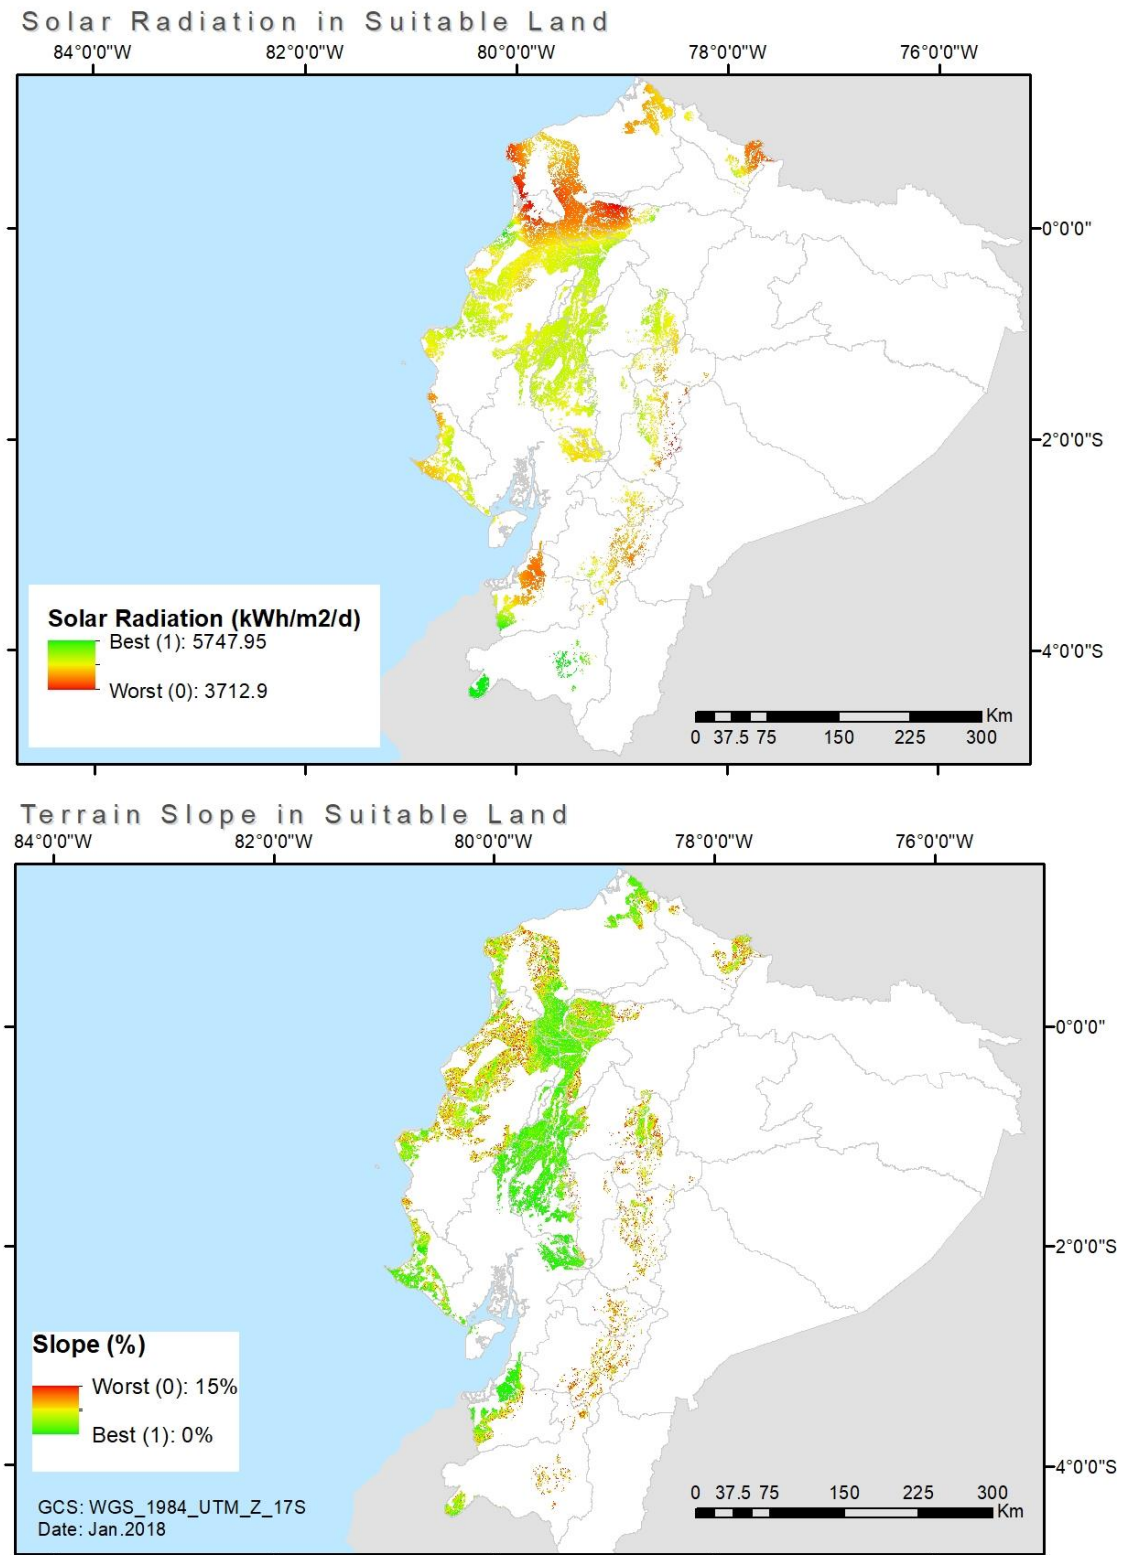 Solar Radiation in Suitable Land
84°0'0"W 82°0'0"W 80°0'0"W 78°0'0"W 76°0'0"W
0°0'0"
2°0'0"S
Solar Radiation (kWh/m2/d)
Best (1): 5747.95
Worst (0): 3712.9
4°0'0"S
Km
0 37.5 75 150 225 300
Terrain Slope in Suitable Land
84°0'0"W 82°0'0"W 80°0'0"W 78°0'0"W 76°0'0"W
0°0'0"
2°0'0"S
Slope (%)
Worst (0): 15%
Best (1): 0%
4°0'0"S
0 37.5 75 150 225 300
Km
GCS: WGS_1984_UTM_Z_17S
Date: Jan.2018